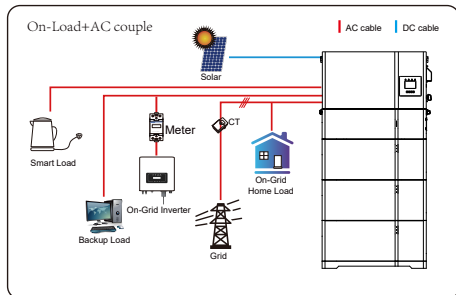 On-Load+AC couple
AC cable
DC cable
Solar
Meter
CT
Smart Load
On-Grid Inverter
On-Grid
Home Load
Backup Load
Grid